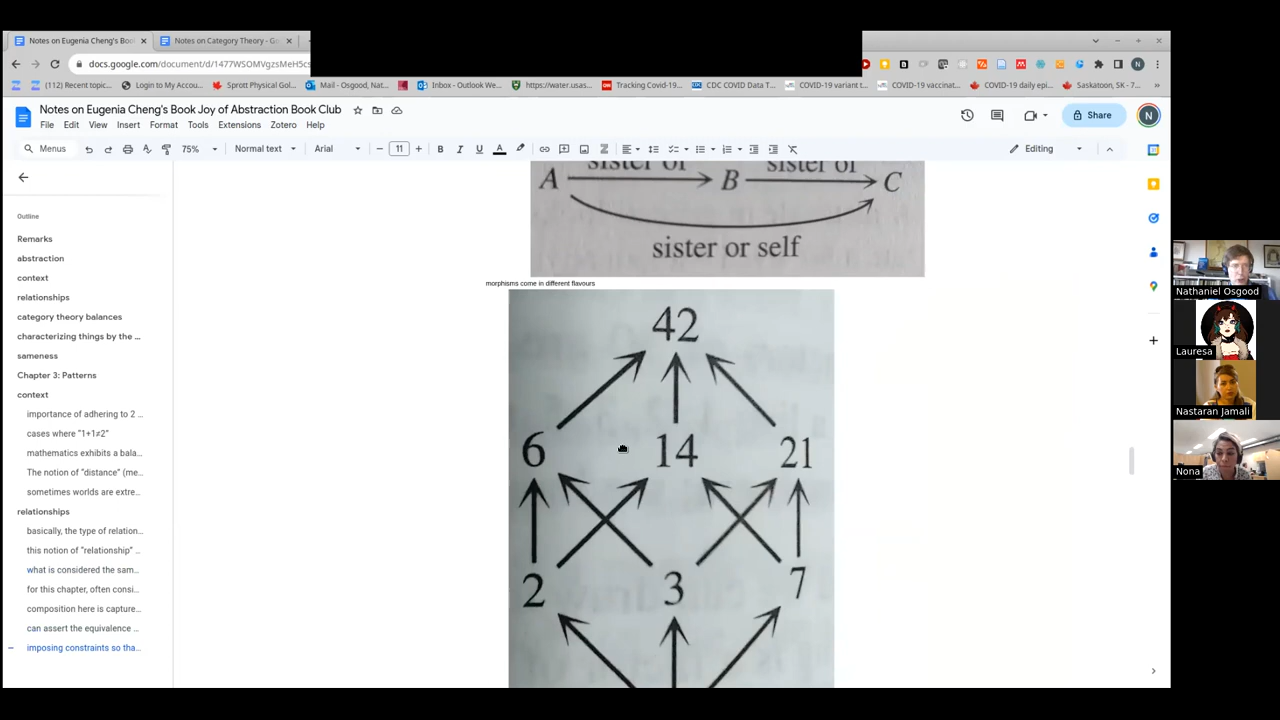 Notes on Eugenia Cheng's Boo
Notes on Category Theory - G
docs.google.com/document/d/1477WSOMVgzsMeH5cs
(112) Recent topic... Login to My Accou... Sprott Physical Gol... Mail - Osgood, Nat... Inbox - Outlook We... https://water.usas... Tracking Covid-19... CDC COVID Data T... COVID-19 variant t... COVID-19 vaccinat... COVID-19 daily epi... Saskatoon, SK - 7...
Notes on Eugenia Cheng's Book Joy of Abstraction Book Club
File Edit View Insert Format Tools Extensions Zotero Help
Share
N
Menus 75% Normal text Arial 11 B I U A Editing
Outline
Remarks
abstraction
context
relationships
category theory balances
characterizing things by the ...
sameness
Chapter 3: Patterns
context
importance of adhering to 2 ...
cases where "1+1≠2"
mathematics exhibits a bala...
The notion of "distance" (me...
sometimes worlds are extre...
relationships
basically, the type of relation...
this notion of "relationship" ...
what is considered the sam...
for this chapter, often consi...
composition here is capture...
can assert the equivalence ...
imposing constraints so tha...
sister of sister of
A B C
sister or self
morphisms come in different flavours
42
6 14 21
2 3 7
Nathaniel Osgood
Lauresa
Nastaran Jamali
Nona